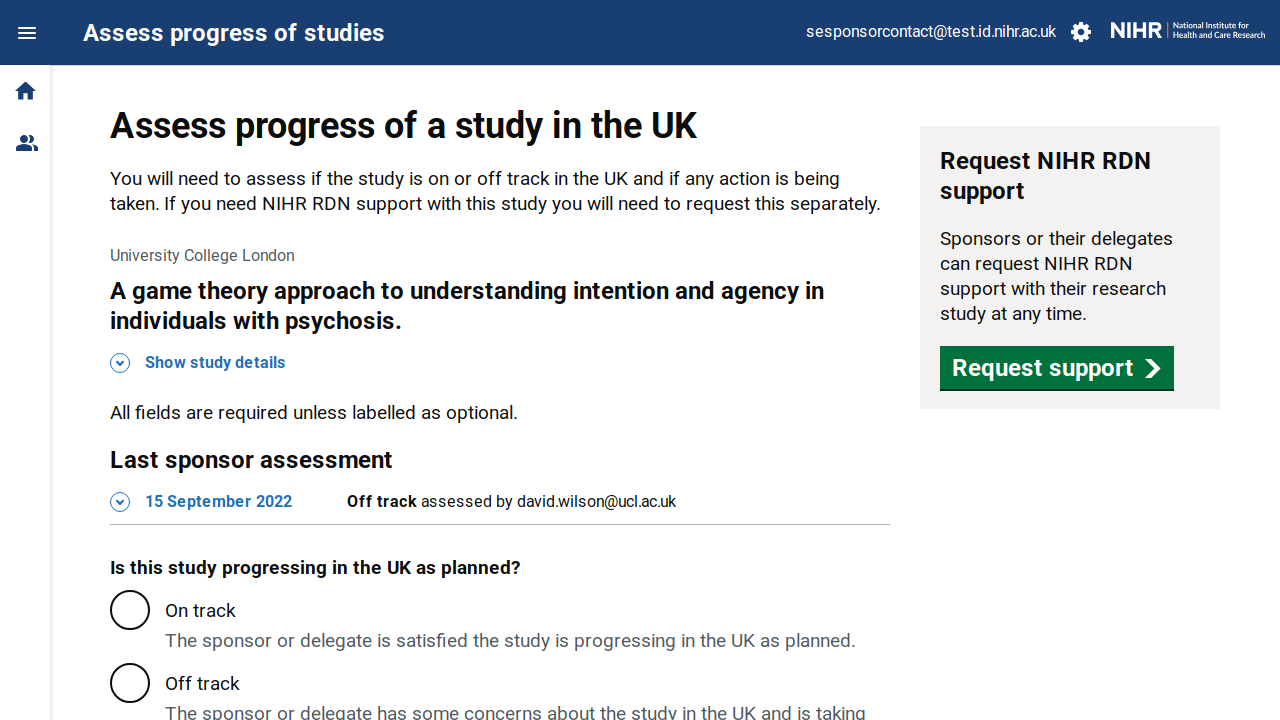 Assess progress of studies
sesponsorcontact@test.id.nihr.ac.uk
NIHR
National Institute for
Health and Care Research
Assess progress of a study in the UK
You will need to assess if the study is on or off track in the UK and if any action is being
taken. If you need NIHR RDN support with this study you will need to request this separately.
University College London
A game theory approach to understanding intention and agency in
individuals with psychosis.
Show study details
All fields are required unless labelled as optional.
Last sponsor assessment
15 September 2022 Off track assessed by david.wilson@ucl.ac.uk
Is this study progressing in the UK as planned?
On track
The sponsor or delegate is satisfied the study is progressing in the UK as planned.
Off track
The sponsor or delegate has some concerns about the study in the UK and is taking
Request NIHR RDN
support
Sponsors or their delegates
can request NIHR RDN
support with their research
study at any time.
Request support